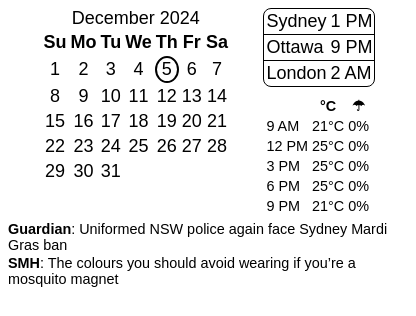 December 2024
Su Mo Tu We Th Fr Sa
1 2 3 4 5 6 7
8 9 10 11 12 13 14
15 16 17 18 19 20 21
22 23 24 25 26 27 28
29 30 31
Sydney 1 PM
Ottawa 9 PM
London 2 AM
°C ☂
9 AM 21°C 0%
12 PM 25°C 0%
3 PM 25°C 0%
6 PM 25°C 0%
9 PM 21°C 0%
Guardian: Uniformed NSW police again face Sydney Mardi
Gras ban
SMH: The colours you should avoid wearing if you’re a
mosquito magnet